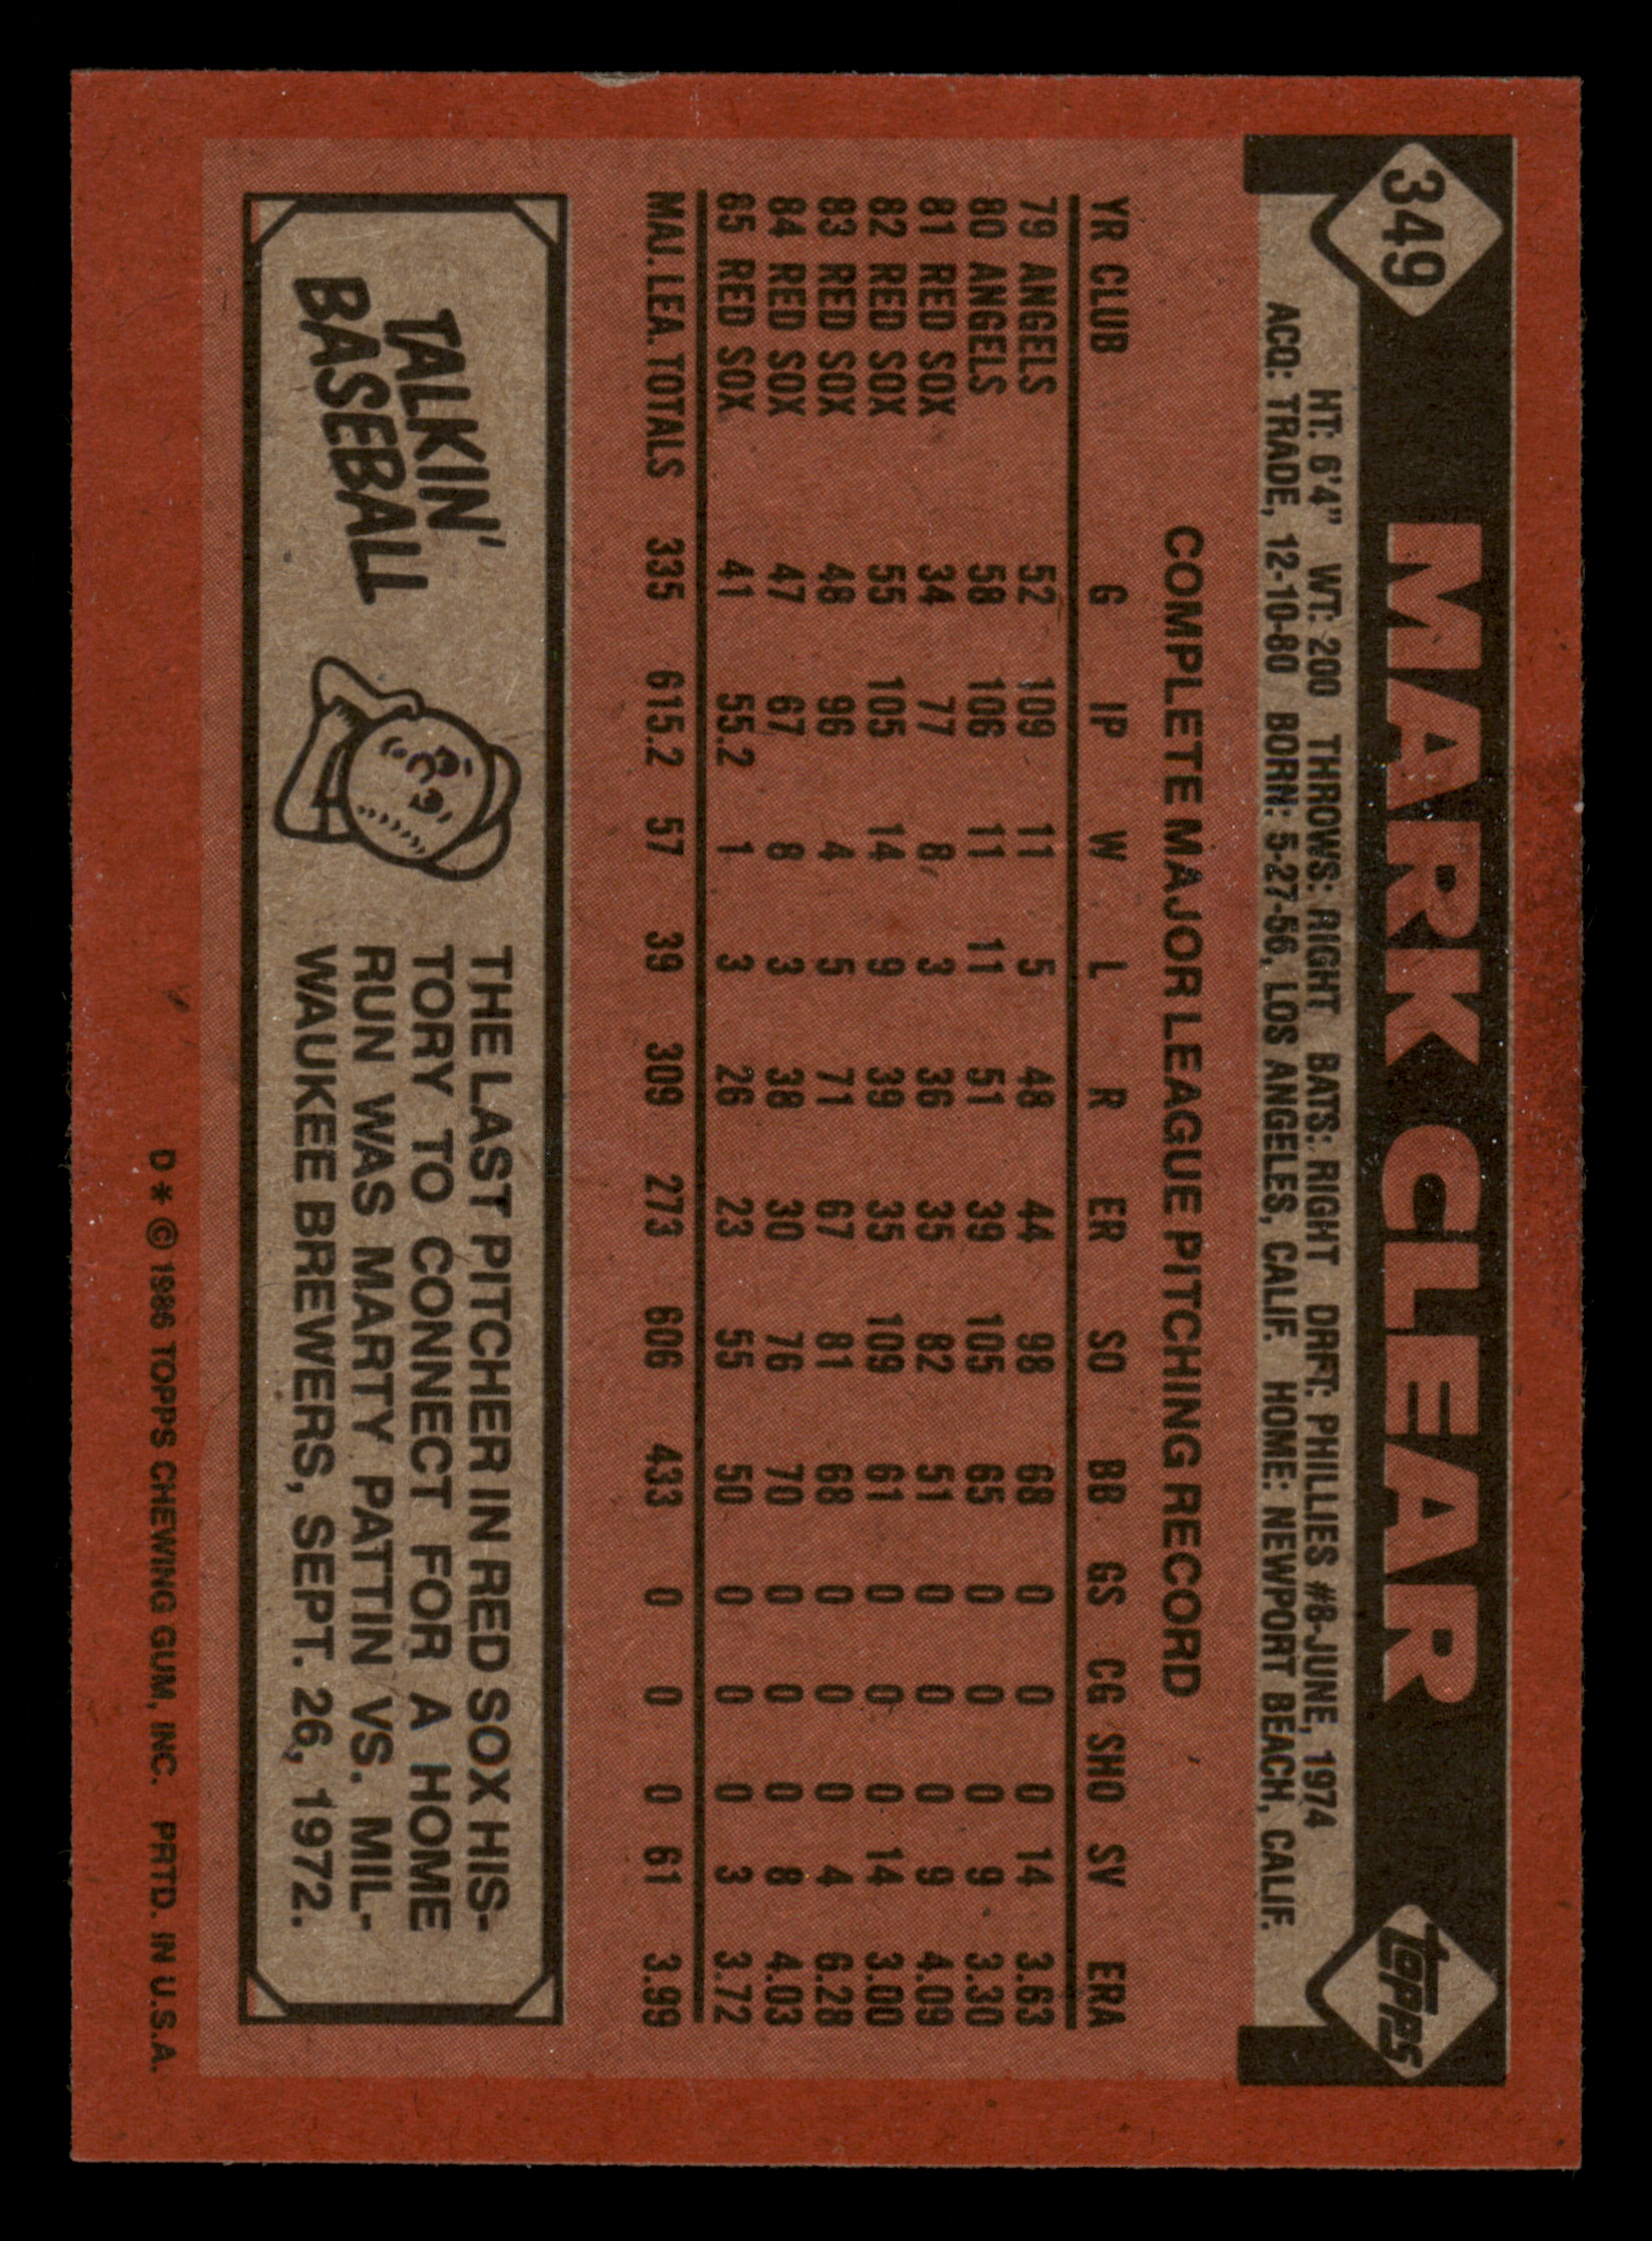 349
MARK CLEAR
topps
HT: 6'4" WT: 200 THROWS: RIGHT BATS: RIGHT DRFT: PHILLIES #8-JUNE, 1974
ACQ: TRADE, 12-10-80 BORN: 5-27-56, LOS ANGELES, CALIF. HOME: NEWPORT BEACH, CALIF.
COMPLETE MAJOR LEAGUE PITCHING RECORD
YR CLUB G IP W L R ER SO BB GS CG SHO SV ERA
79 ANGELS 52 109 11 5 48 44 98 68 0 0 0 14 3.63
80 ANGELS 58 106 11 11 51 39 105 65 0 0 0 9 3.30
81 RED SOX 34 77 8 3 36 35 82 51 0 0 0 9 4.09
82 RED SOX 55 105 14 9 39 35 109 61 0 0 0 14 3.00
83 RED SOX 48 96 4 5 71 67 81 68 0 0 0 4 6.28
84 RED SOX 47 67 8 3 38 30 76 70 0 0 0 8 4.03
85 RED SOX 41 55.2 1 3 26 23 55 50 0 0 0 3 3.72
MAJ. LEA. TOTALS 335 615.2 57 39 309 273 606 433 0 0 0 61 3.99
TALKIN'
BASEBALL
THE LAST PITCHER IN RED SOX HIS-
TORY TO CONNECT FOR A HOME
RUN WAS MARTY PATTIN VS. MIL-
WAUKEE BREWERS, SEPT. 26, 1972.
D* © 1986 TOPPS CHEWING GUM, INC. PRTD. IN U.S.A.